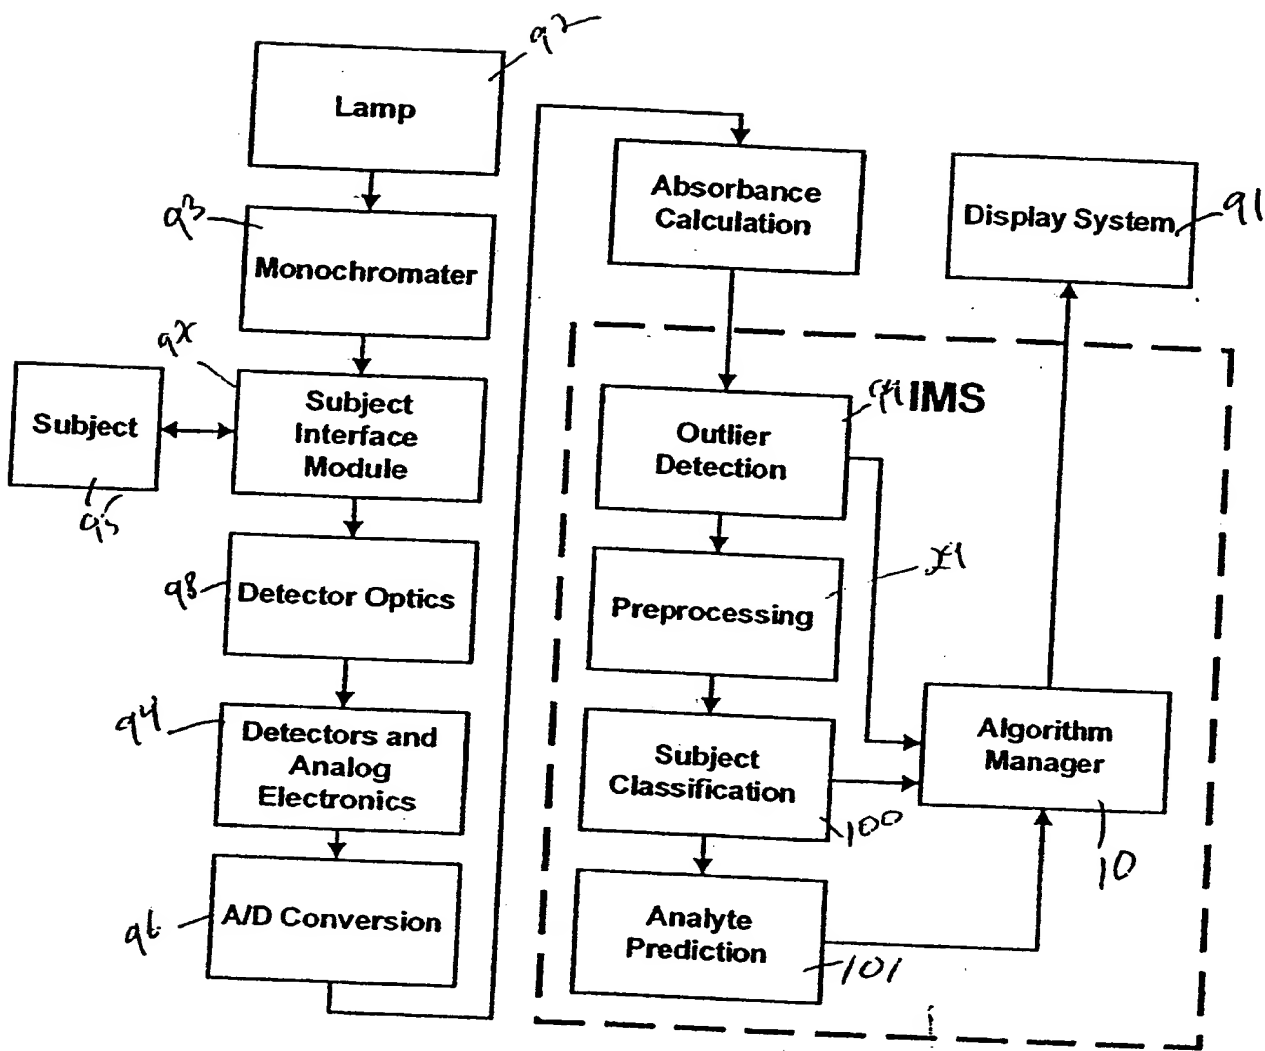 Lamp
92
93
Monochromater
Subject
95
Subject
Interface
Module
98
Detector Optics
94
Detectors and
Analog
Electronics
96
A/D Conversion
Absorbance
Calculation
Display System
91
IMS
Outlier
Detection
Preprocessing
Subject
Classification
100
Analyte
Prediction
101
Algorithm
Manager
10